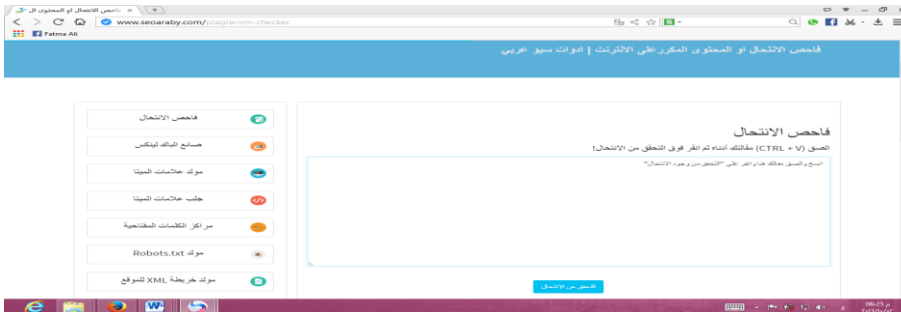 فاحص الانتحال او المحتوى ال
www.seoaraby.com/plagiarism-checker
Fatma Ali
فاحص الانتحال او المحتوى المكرر على الانترنت | ادوات سيو عربي
فاحص الانتحال
الصق (CTRL + V) مقالتك أدناه ثم انقر فوق التحقق من الانتحال!
انسخ والصق مقالك هنا وانقر على "التحقق من وجود الانتحال"
التحقق من الانتحال
فاحص الانتحال
صانع الباك لينكس
مولد علامات الميتا
جلب علامات الميتا
مراكز الكلمات المفتاحية
مولد Robots.txt
مولد خريطة XML للموقع
06:25 م